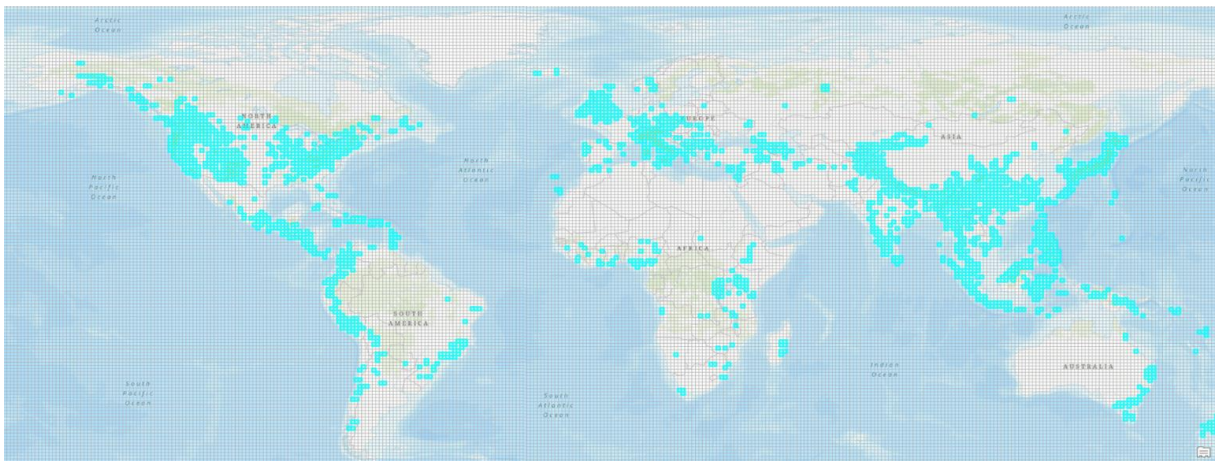 Arctic
Ocean
Arctic
Ocean
NORTH
AMERICA
EUROPE
ASIA
North
Atlantic
Ocean
North
Pacific
Ocean
North
Pacific
Ocean
AFRICA
SOUTH
AMERICA
AUSTRALIA
Indian
Ocean
South
Pacific
Ocean
South
Atlantic
Ocean